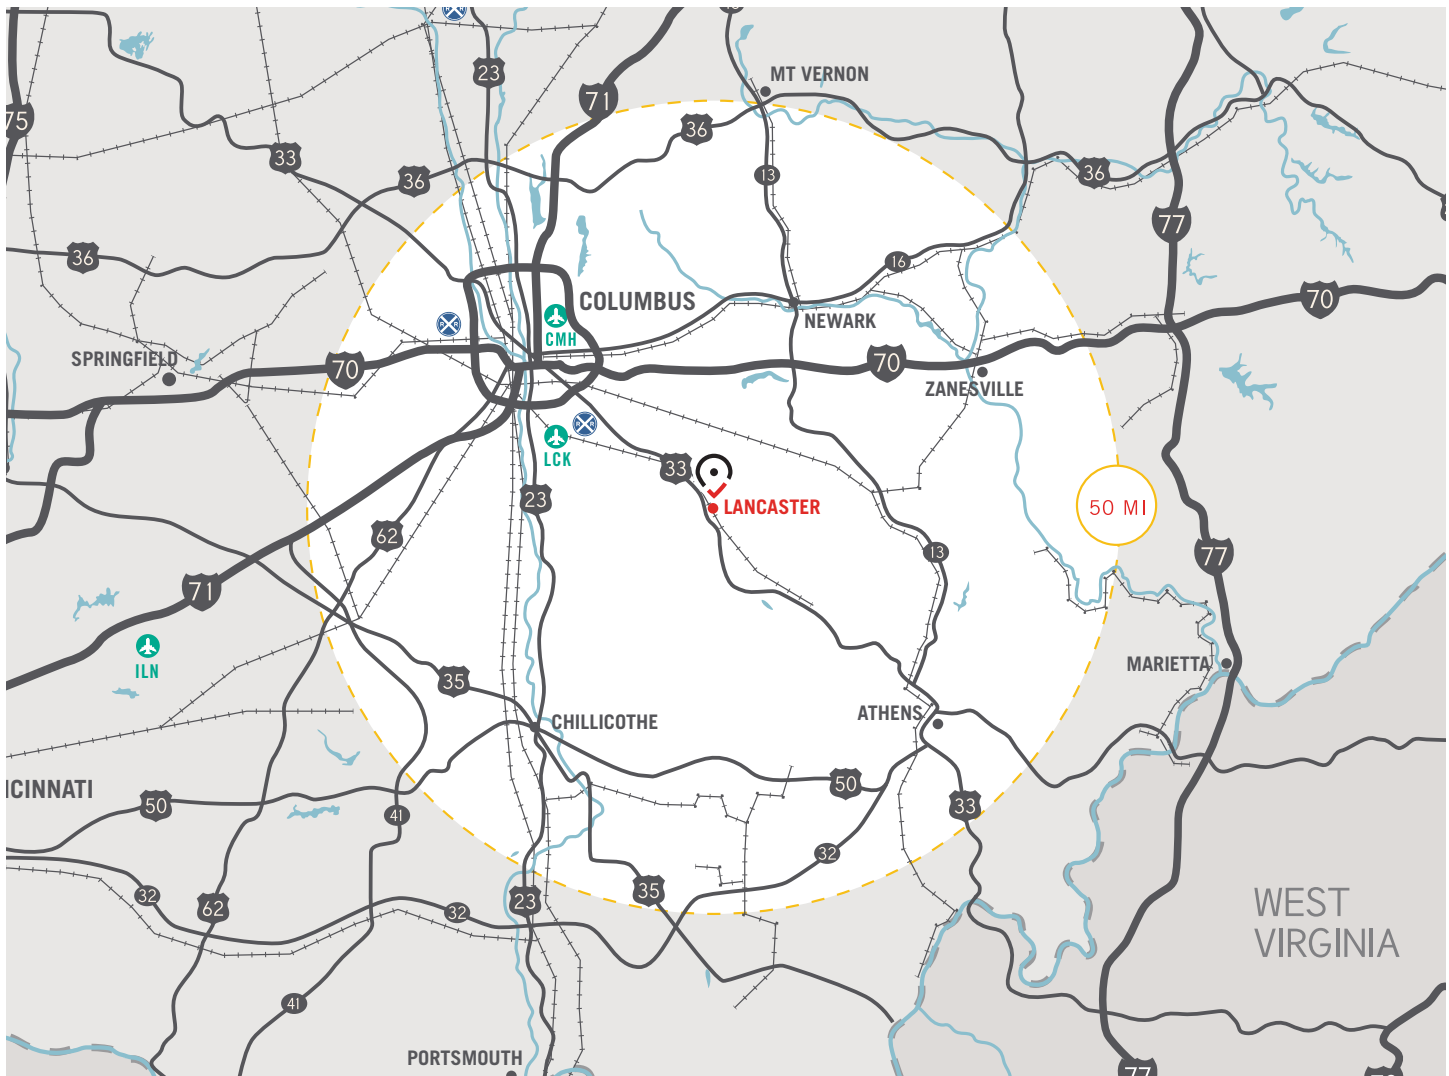 23
MT VERNON
71
75
36
33
13
36
36
77
36
16
COLUMBUS
70
CMH
NEWARK
SPRINGFIELD
70
70
ZANESVILLE
R R
LCK
33
23
LANCASTER
50 MI
62
13
77
71
ILN
MARIETTA
35
ATHENS
CHILLICOTHE
50
CINNATI
50
33
41
32
35
32
23
62
32
WEST
VIRGINIA
41
PORTSMOUTH
77